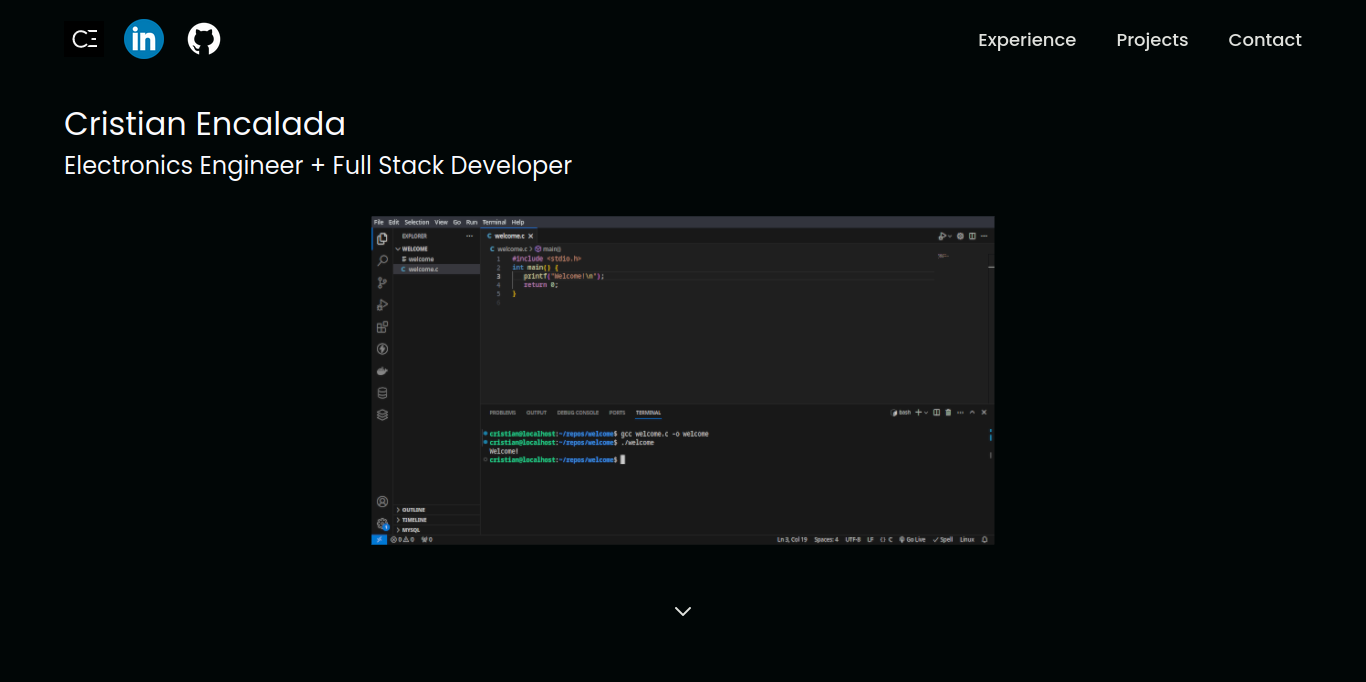 CE
in
Experience Projects Contact
Cristian Encalada
Electronics Engineer + Full Stack Developer
File Edit Selection View Go Run Terminal Help
EXPLORER ···
WELCOME
welcome
C welcome.c
C welcome.c
C welcome.c > main()
1 #include <stdio.h>
2 int main() {
3 printf("Welcome!\n");
4 return 0;
5 }
6
PROBLEMS OUTPUT DEBUG CONSOLE PORTS TERMINAL
bash
cristian@localhost:~/repos/welcome$ gcc welcome.c -o welcome
cristian@localhost:~/repos/welcome$ ./welcome
Welcome!
cristian@localhost:~/repos/welcome$
OUTLINE
TIMELINE
MYSQL
0 0 0
Ln 3, Col 19 Spaces: 4 UTF-8 LF {} C Go Live Spell Linux